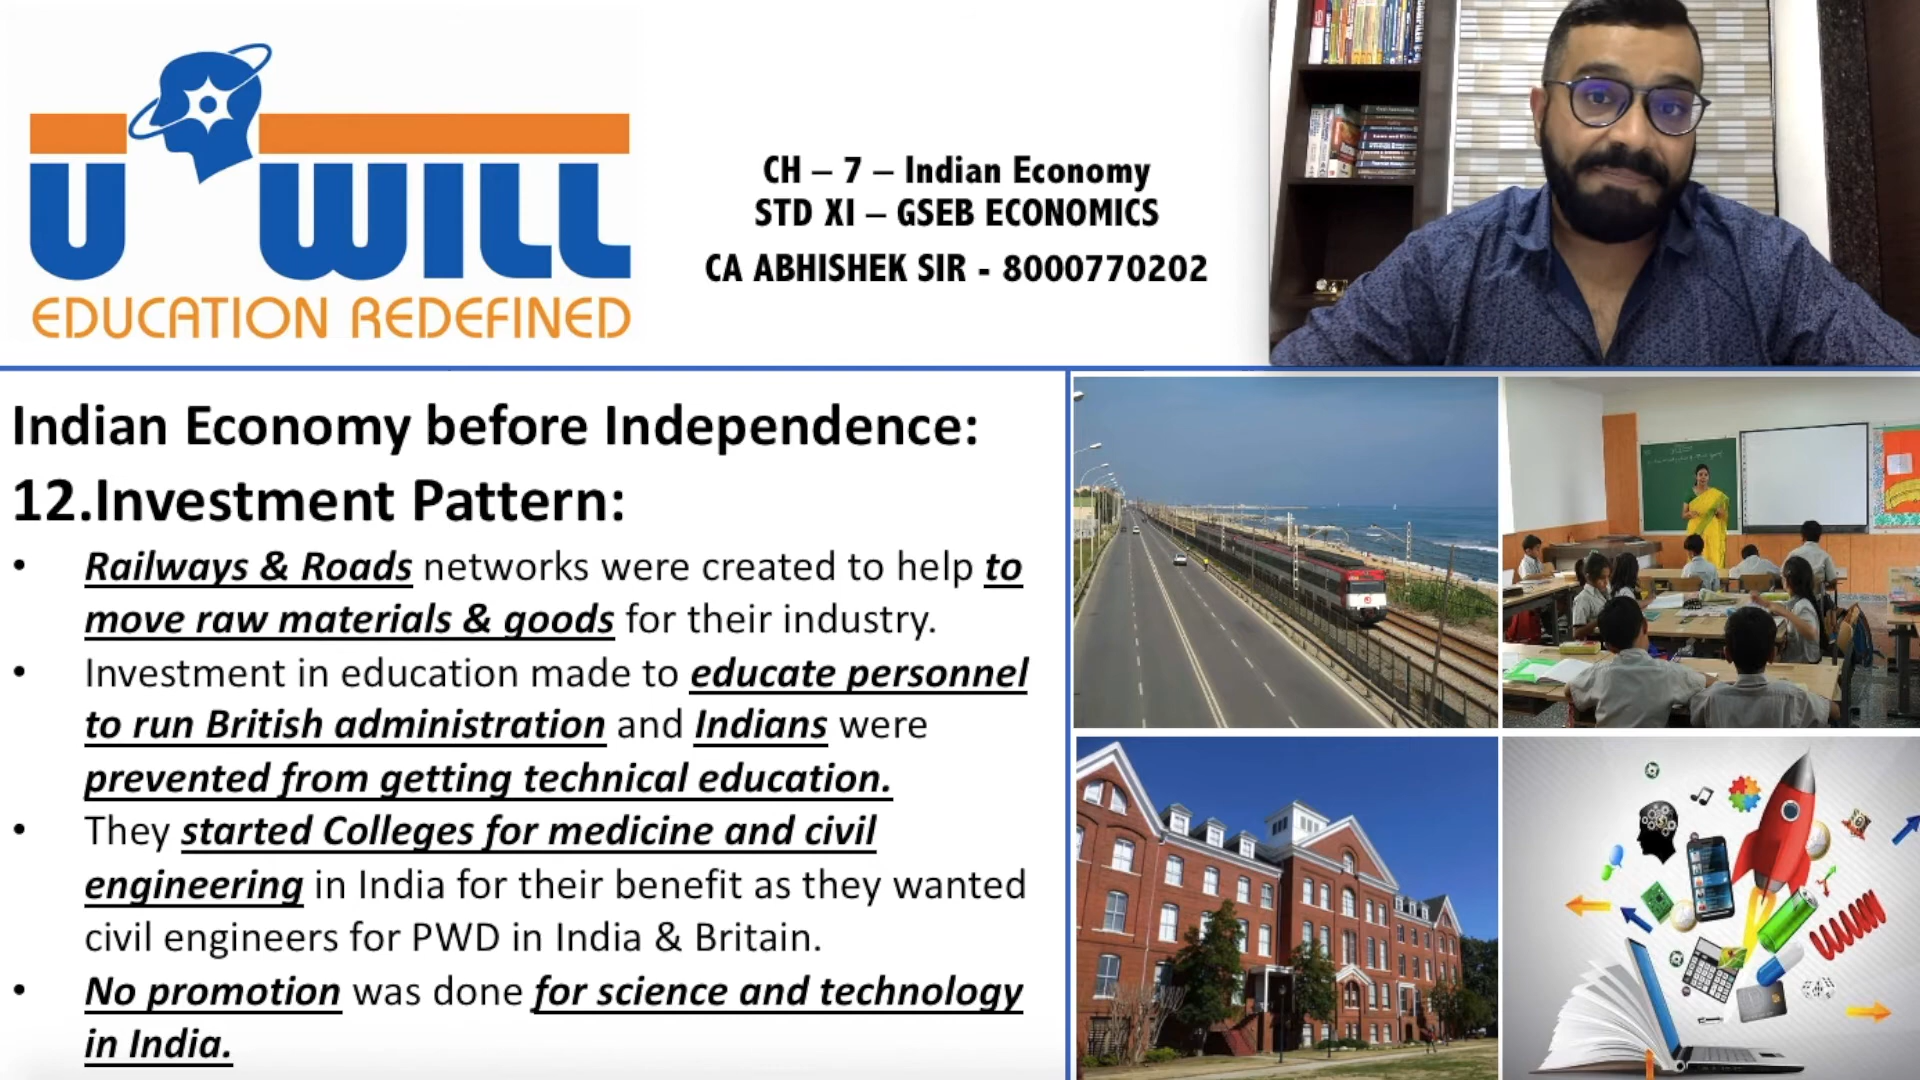 U WILL
EDUCATION REDEFINED
CH – 7 – Indian Economy
STD XI – GSEB ECONOMICS
CA ABHISHEK SIR - 8000770202
Indian Economy before Independence:
12.Investment Pattern:
• Railways & Roads networks were created to help to
move raw materials & goods for their industry.
• Investment in education made to educate personnel
to run British administration and Indians were
prevented from getting technical education.
• They started Colleges for medicine and civil
engineering in India for their benefit as they wanted
civil engineers for PWD in India & Britain.
• No promotion was done for science and technology
in India.